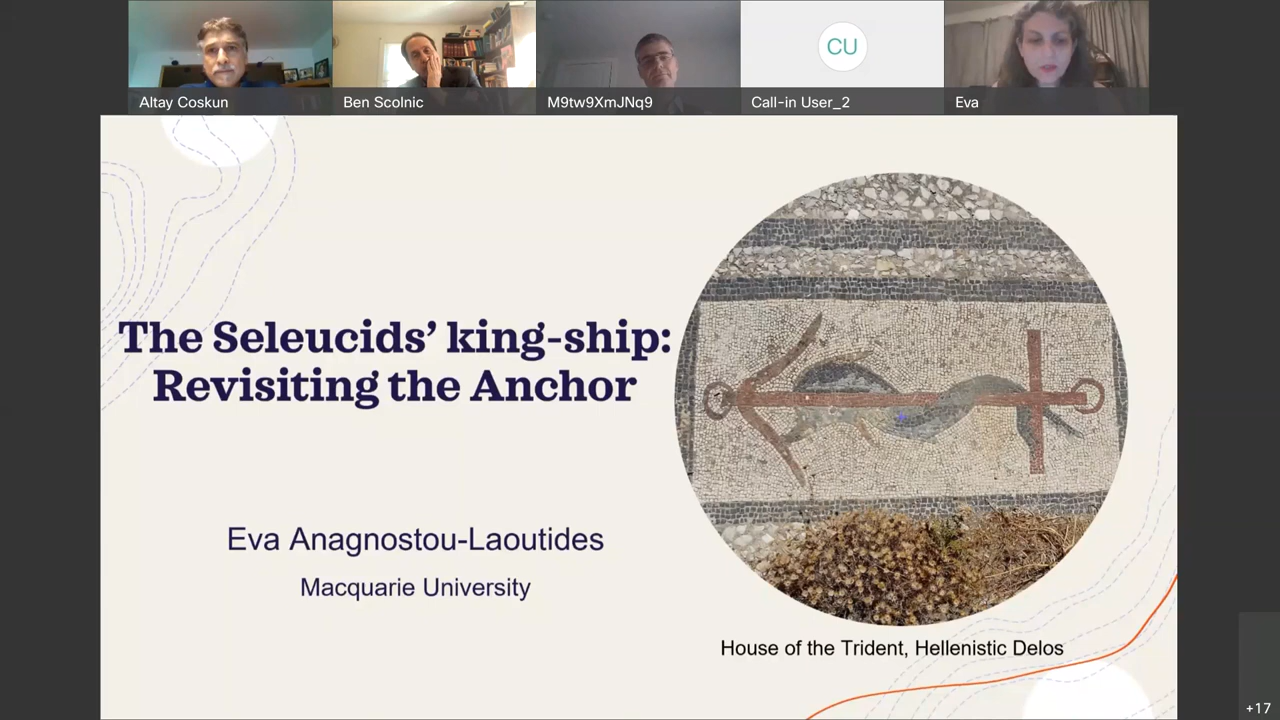 Altay Coskun
Ben Scolnic
M9tw9XmJNq9
CU
Call-in User_2
Eva
The Seleucids’ king-ship:
Revisiting the Anchor
Eva Anagnostou-Laoutides
Macquarie University
House of the Trident, Hellenistic Delos
+17